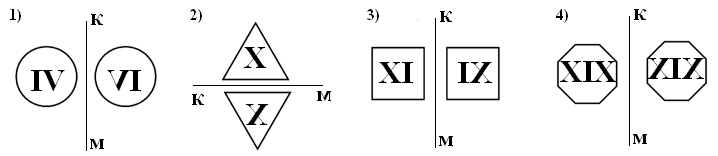 1) К IV VI М
2) X К М X
3) К XI IX М
4) К XIX XIX М